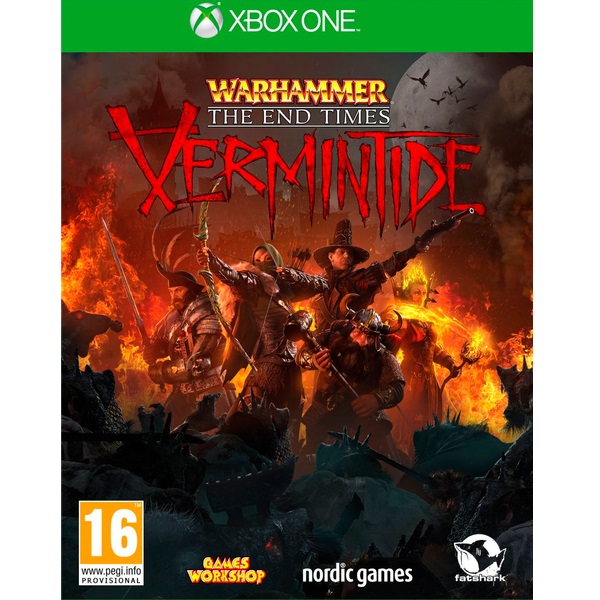 XBOX ONE
WARHAMMER
THE END TIMES
VERMINTIDE
16
www.pegi.info
PROVISIONAL
GAMES WORKSHOP
nordic games
fatshark